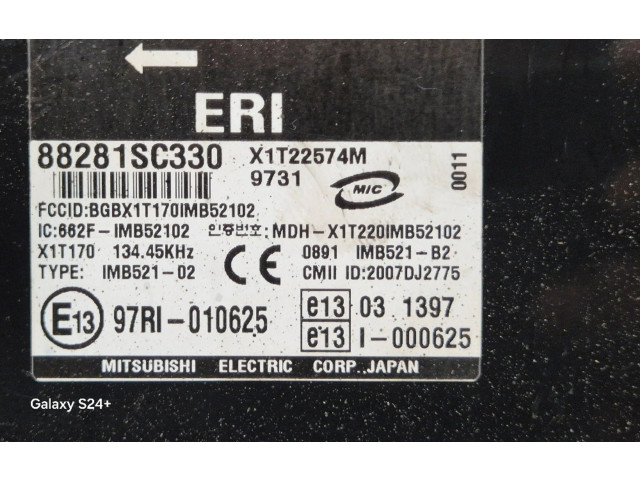 ERI
88281SC330 X1T22574M
9731 MIC 0011
FCCID:BGBX1T170IMB52102
IC:662F-IMB52102 인증번호:MDH-X1T220IMB52102
X1T170 134.45KHz CE 0891 IMB521-B2
TYPE: IMB521-02 CMII ID:2007DJ2775
E13 97RI-010625 e13 03 1397
e13 I-000625
MITSUBISHI ELECTRIC CORP.,JAPAN
Galaxy S24+